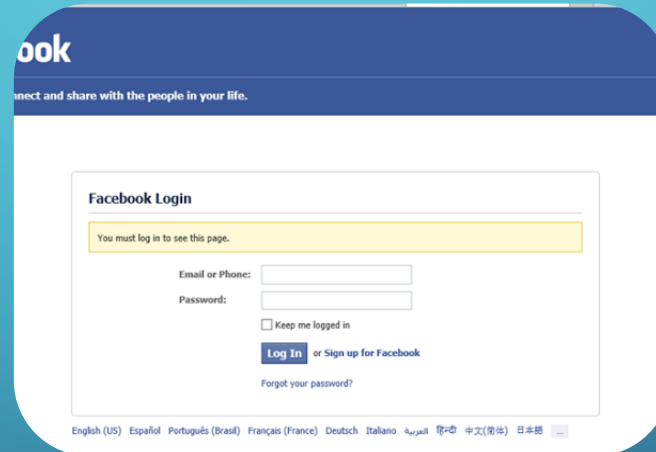 ook
nnect and share with the people in your life.
Facebook Login
You must log in to see this page.
Email or Phone:
Password:
Keep me logged in
Log In or Sign up for Facebook
Forgot your password?
English (US) Español Português (Brasil) Français (France) Deutsch Italiano العربية हिन्दी 中文(简体) 日本語 ...